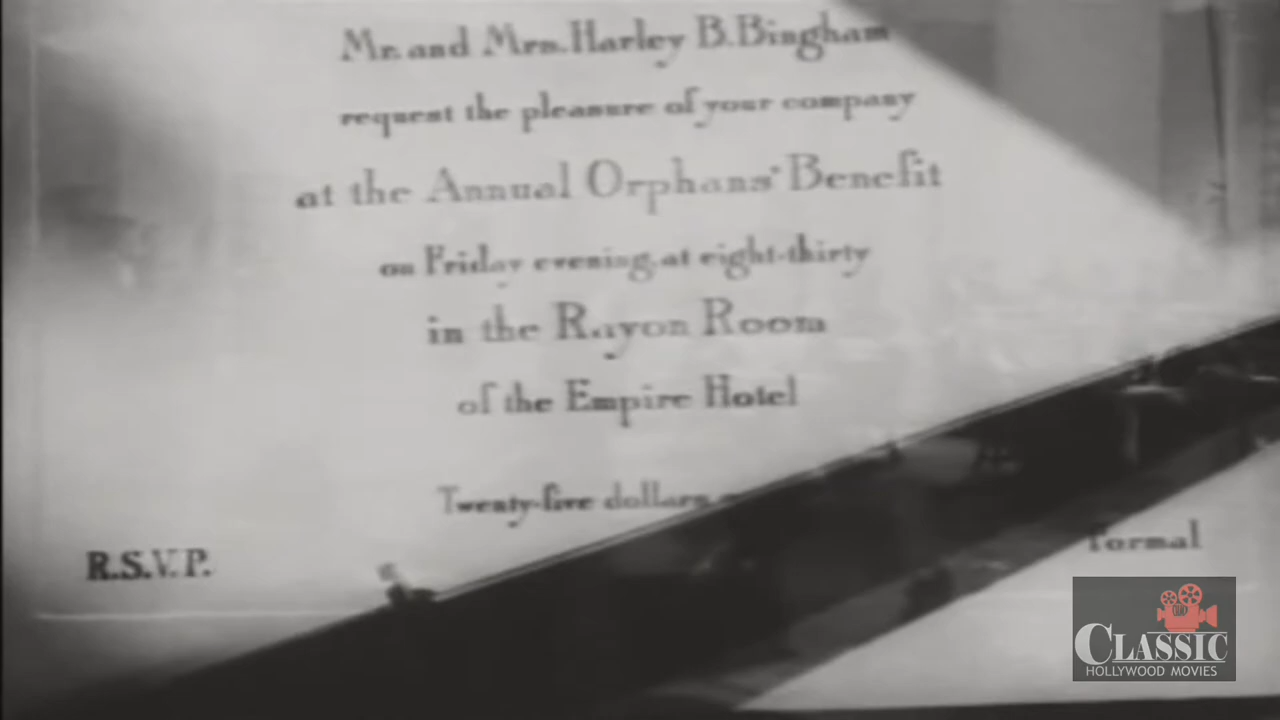 Mr. and Mrs. Harley B. Bingham
request the pleasure of your company
at the Annual Orphans' Benefit
on Friday evening, at eight-thirty
in the Rayon Room
of the Empire Hotel
Twenty-five dollars
R.S.V.P.
Formal
CLASSIC
HOLLYWOOD MOVIES